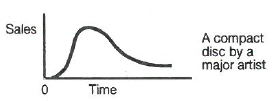 Sales
A compact
disc by a
major artist
0
Time